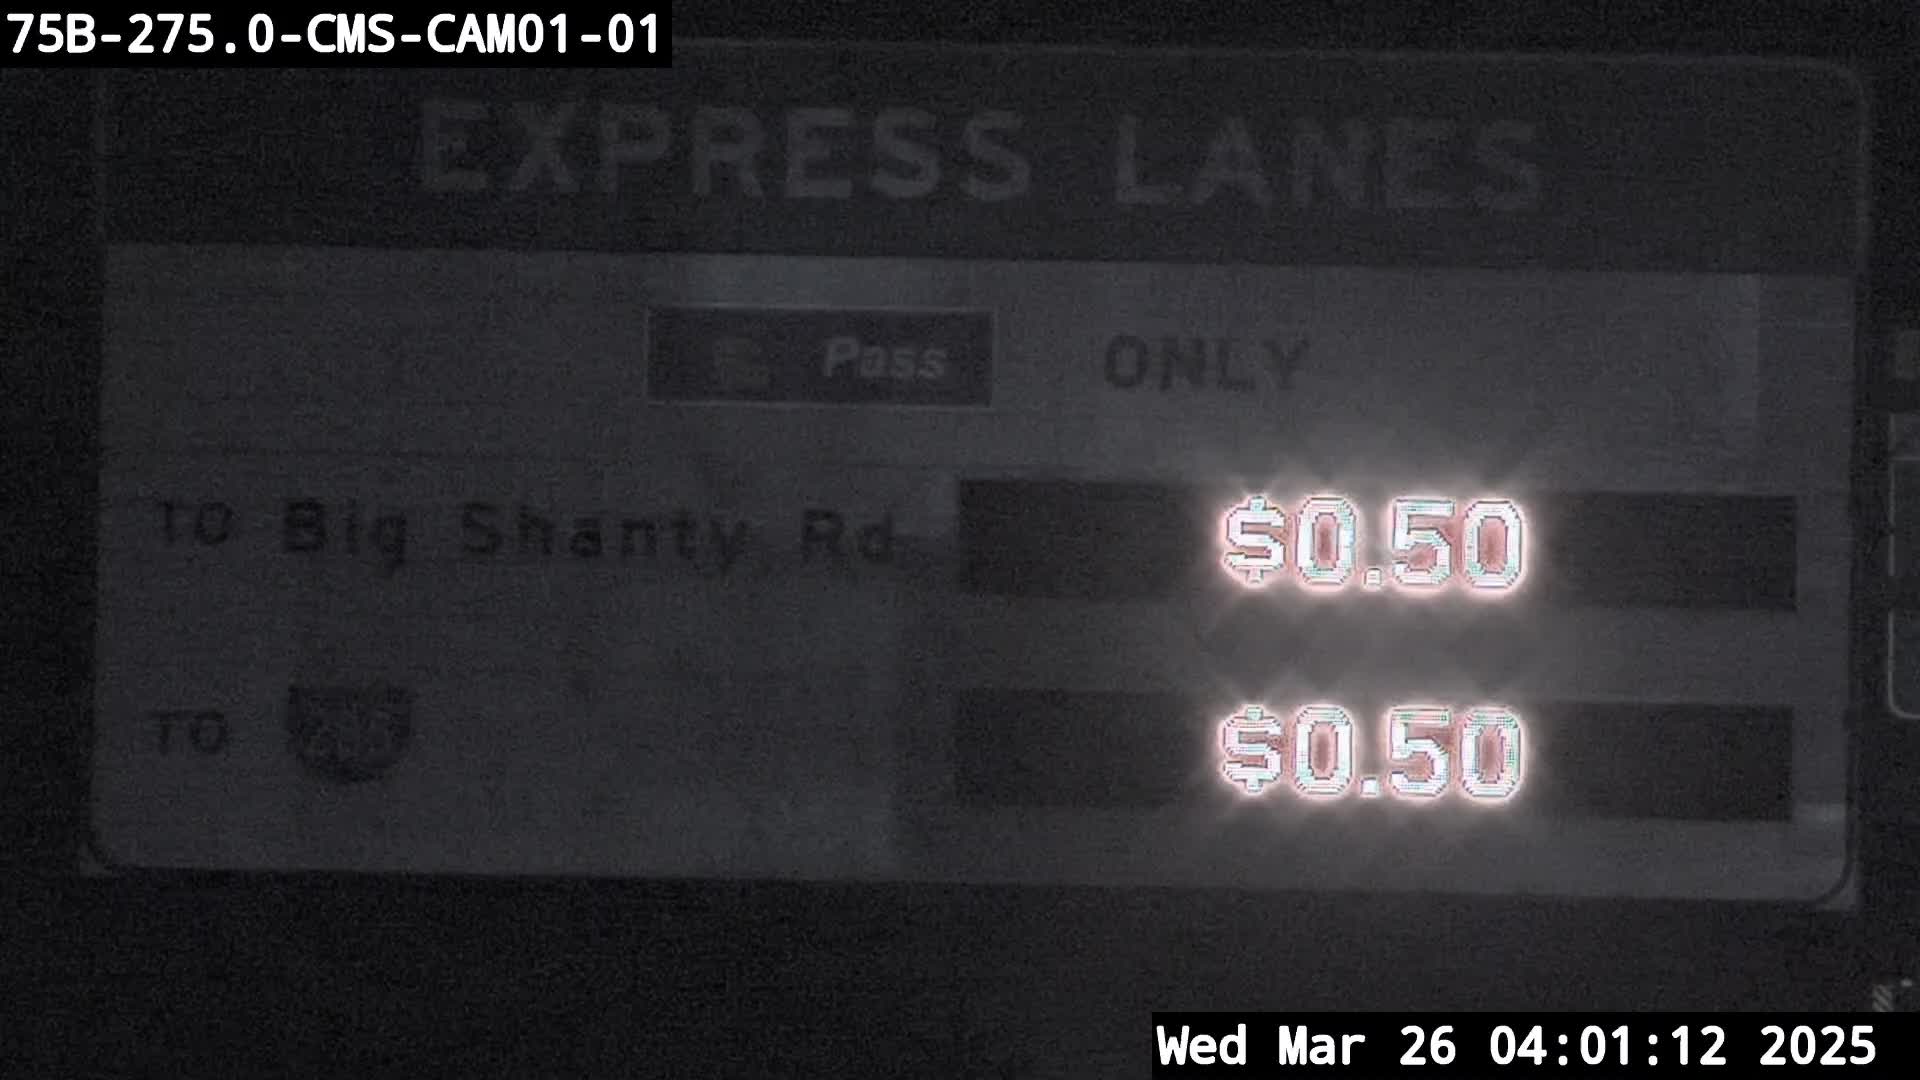 75B-275.0-CMS-CAM01-01
EXPRESS LANES
Pass ONLY
TO Big Shanty Rd $0.50
TO $0.50
Wed Mar 26 04:01:12 2025